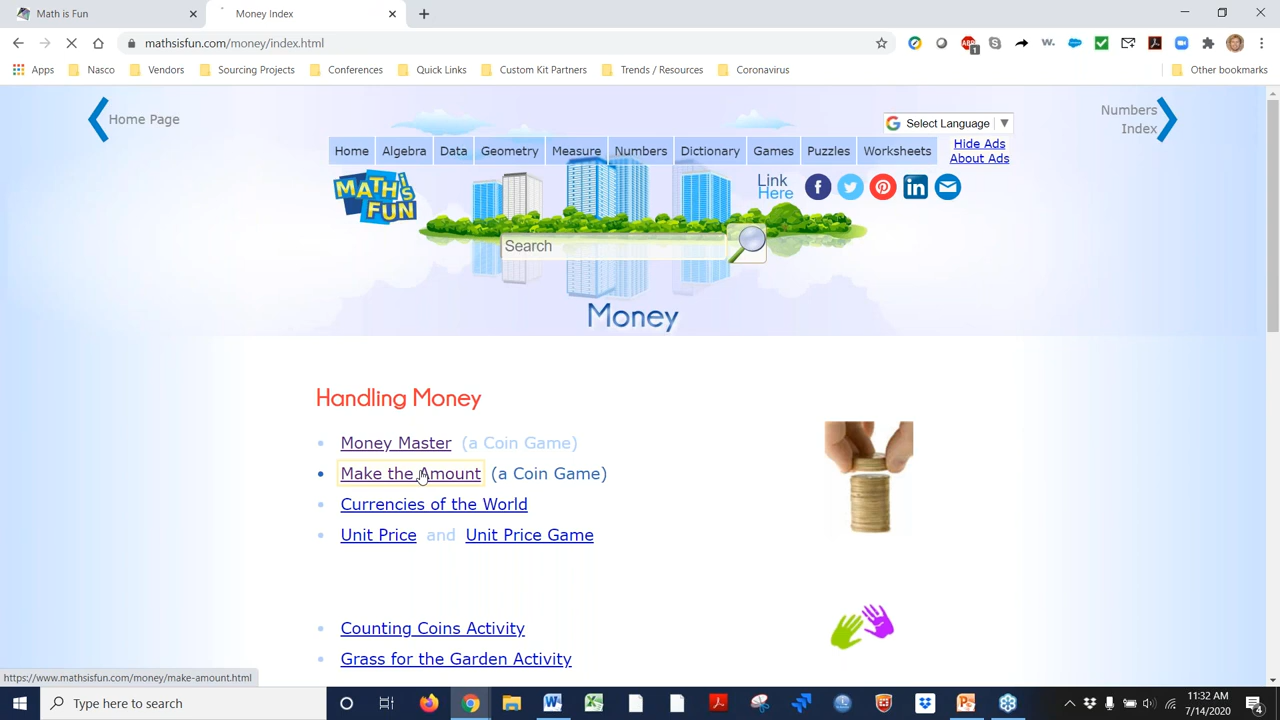 Math is Fun
Money Index
mathsisfun.com/money/index.html
ABP
1
w.
Apps
Nasco
Vendors
Sourcing Projects
Conferences
Quick Links
Custom Kit Partners
Trends / Resources
Coronavirus
Other bookmarks
Home Page
Select Language
Numbers
Index
Home
Algebra
Data
Geometry
Measure
Numbers
Dictionary
Games
Puzzles
Worksheets
Hide Ads
About Ads
MATH is
FUN
Link
Here
Search
Money
Handling Money
Money Master (a Coin Game)
Make the Amount (a Coin Game)
Currencies of the World
Unit Price and Unit Price Game
Counting Coins Activity
Grass for the Garden Activity
https://www.mathsisfun.com/money/make-amount.html
Type here to search
11:32 AM
7/14/2020
4